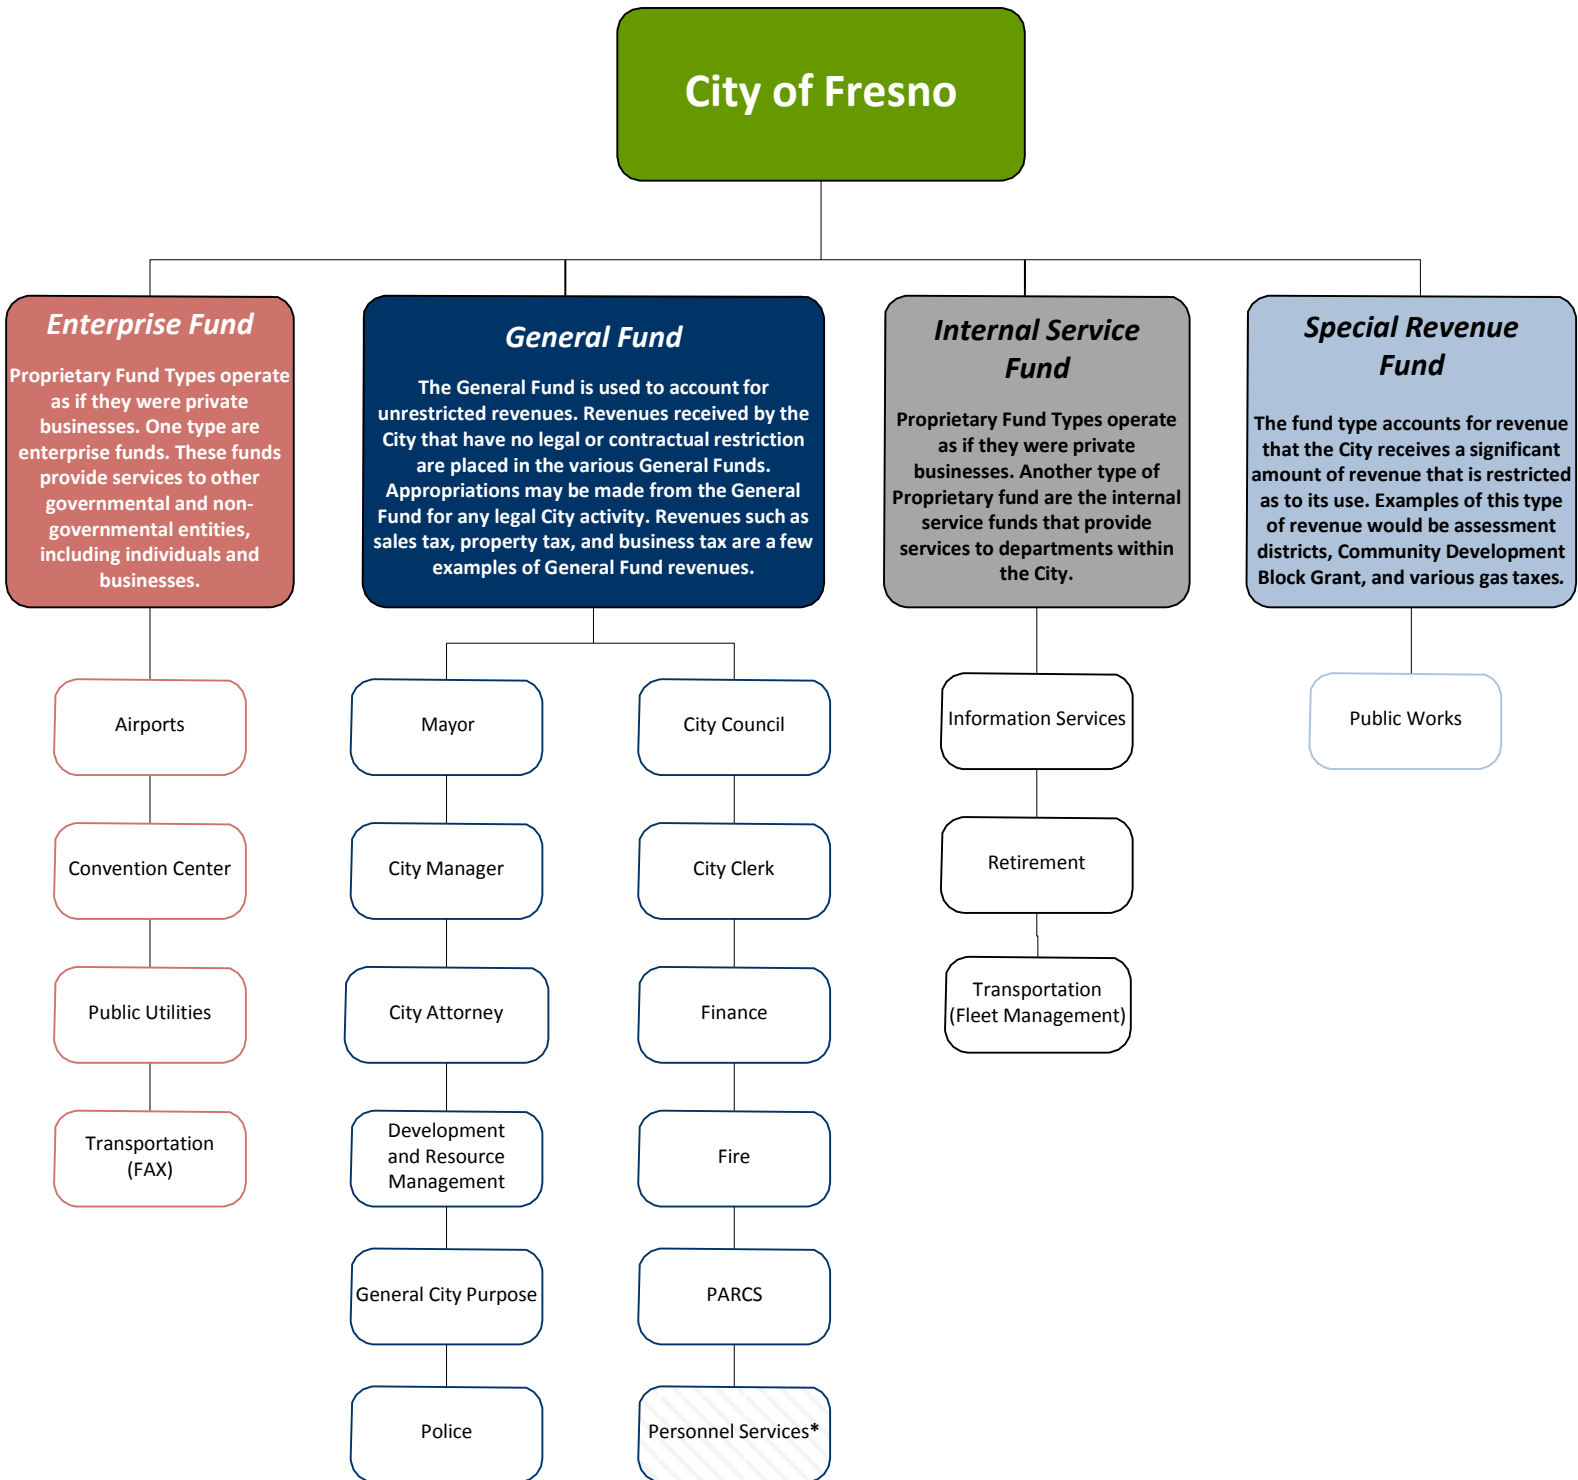 City of Fresno
Enterprise Fund
Proprietary Fund Types operate
as if they were private
businesses. One type are
enterprise funds. These funds
provide services to other
governmental and non-
governmental entities,
including individuals and
businesses.
General Fund
The General Fund is used to account for
unrestricted revenues. Revenues received by the
City that have no legal or contractual restriction
are placed in the various General Funds.
Appropriations may be made from the General
Fund for any legal City activity. Revenues such as
sales tax, property tax, and business tax are a few
examples of General Fund revenues.
Internal Service
Fund
Proprietary Fund Types operate
as if they were private
businesses. Another type of
Proprietary fund are the internal
service funds that provide
services to departments within
the City.
Special Revenue
Fund
The fund type accounts for revenue
that the City receives a significant
amount of revenue that is restricted
as to its use. Examples of this type
of revenue would be assessment
districts, Community Development
Block Grant, and various gas taxes.
Airports
Convention Center
Public Utilities
Transportation
(FAX)
Mayor
City Manager
City Attorney
Development
and Resource
Management
General City Purpose
Police
City Council
City Clerk
Finance
Fire
PARCS
Personnel Services*
Information Services
Retirement
Transportation
(Fleet Management)
Public Works